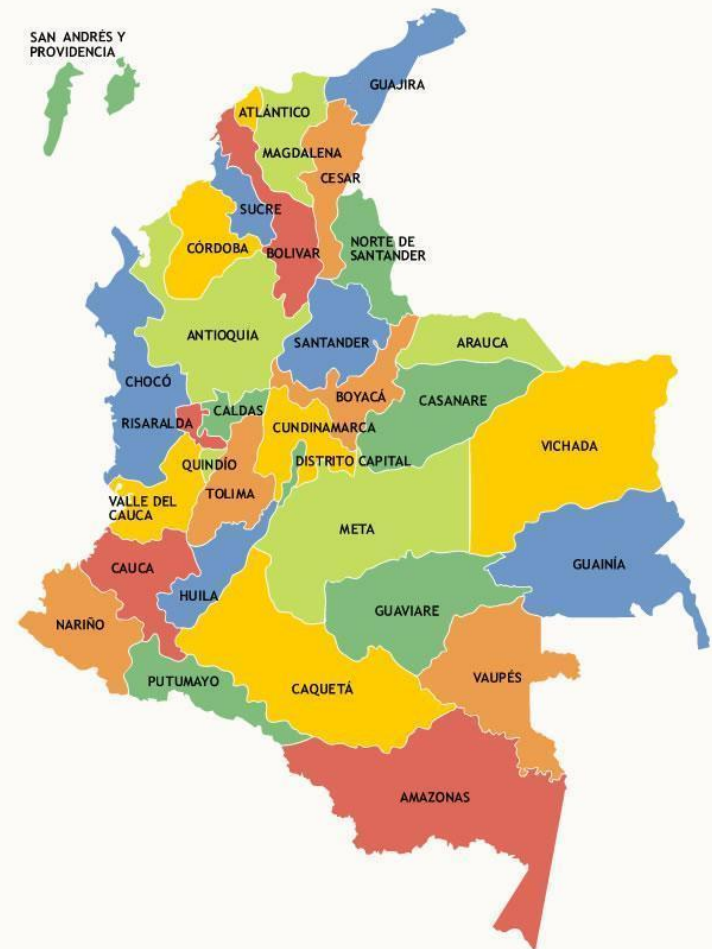 SAN ANDRÉS Y
PROVIDENCIA
GUAJIRA
ATLÁNTICO
MAGDALENA
CESAR
SUCRE
CÓRDOBA
BOLIVAR
NORTE DE
SANTANDER
ANTIOQUIA
SANTANDER
ARAUCA
CHOCÓ
BOYACÁ
CASANARE
CALDAS
RISARALDA
CUNDINAMARCA
VICHADA
QUINDÍO
DISTRITO CAPITAL
TOLIMA
VALLE DEL
CAUCA
META
CAUCA
GUAINÍA
HUILA
GUAVIARE
NARIÑO
VAUPÉS
PUTUMAYO
CAQUETÁ
AMAZONAS